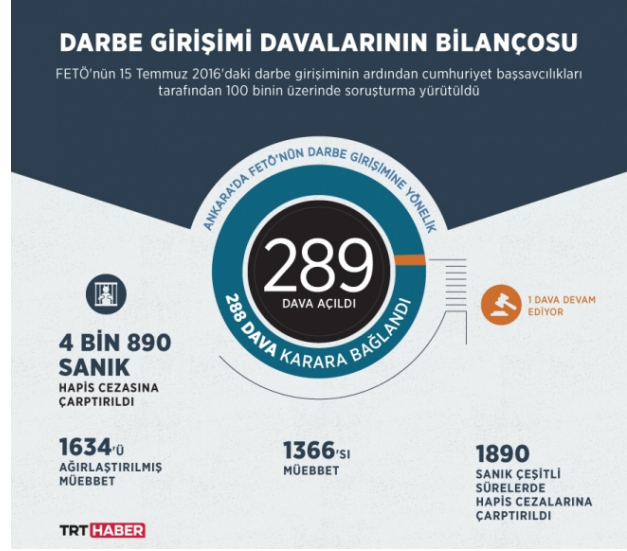 DARBE GİRİŞİMİ DAVALARININ BİLANÇOSU
FETÖ'nün 15 Temmuz 2016'daki darbe girişiminin ardından cumhuriyet başsavcılıkları
tarafından 100 binin üzerinde soruşturma yürütüldü
ANKARA'DA FETÖ'NÜN DARBE GİRİŞİMİNE YÖNELİK
289
DAVA AÇILDI
288 DAVA KARARA BAĞLANDI
1 DAVA DEVAM
EDİYOR
4 BİN 890
SANIK
HAPİS CEZASINA
ÇARPTIRILDI
1634'Ü
AĞIRLAŞTIRILMIŞ
MÜEBBET
1366'SI
MÜEBBET
1890
SANIK ÇEŞİTLİ
SÜRELERDE
HAPİS CEZALARINA
ÇARPTIRILDI
TRT HABER